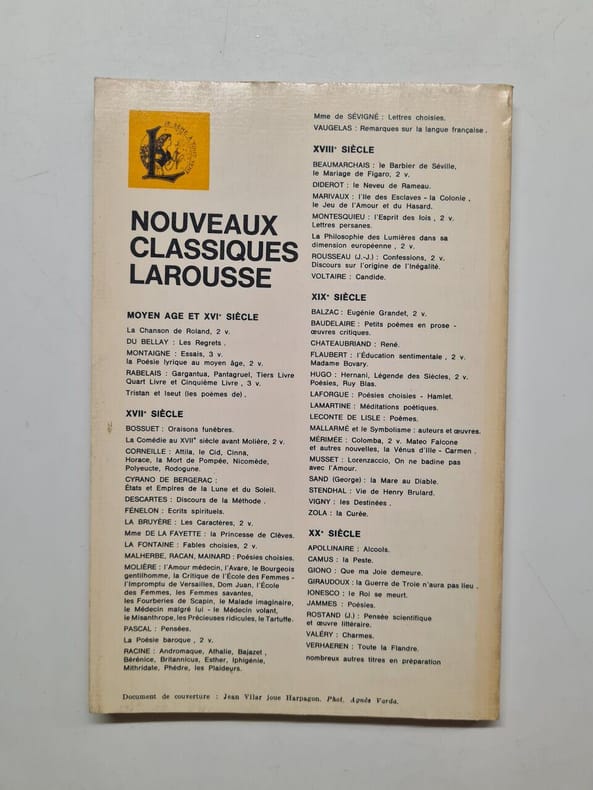 JE SÈME A TOUT VENT
NOUVEAUX
CLASSIQUES
LAROUSSE
MOYEN AGE ET XVIᵉ SIÈCLE
La Chanson de Roland, 2 v.
DU BELLAY : Les Regrets .
MONTAIGNE : Essais, 3 v.
la Poésie lyrique au moyen âge, 2 v.
RABELAIS : Gargantua, Pantagruel, Tiers Livre
Quart Livre et Cinquième Livre , 3 v.
Tristan et Iseut (les poèmes de) .
XVIIᵉ SIÈCLE
BOSSUET : Oraisons funèbres.
La Comédie au XVIIᵉ siècle avant Molière, 2 v.
CORNEILLE : Attila, le Cid, Cinna,
Horace, la Mort de Pompée, Nicomède,
Polyeucte, Rodogune.
CYRANO DE BERGERAC :
États et Empires de la Lune et du Soleil.
DESCARTES : Discours de la Méthode .
FÉNELON : Ecrits spirituels.
LA BRUYÈRE : Les Caractères, 2 v.
Mme DE LA FAYETTE : la Princesse de Clèves.
LA FONTAINE : Fables choisies, 2 v.
MALHERBE, RACAN, MAINARD : Poésies choisies.
MOLIÈRE : l'Amour médecin, l'Avare, le Bourgeois
gentilhomme, la Critique de l'École des Femmes -
l'Impromptu de Versailles, Dom Juan, l'École
des Femmes, les Femmes savantes,
les Fourberies de Scapin, le Malade imaginaire,
le Médecin malgré lui - le Médecin volant,
le Misanthrope, les Précieuses ridicules, le Tartuffe.
PASCAL : Pensées.
La Poésie baroque , 2 v.
RACINE : Andromaque, Athalie, Bajazet ,
Bérénice, Britannicus, Esther, Iphigénie,
Mithridate, Phèdre, les Plaideurs.
Mme de SÉVIGNÉ : Lettres choisies.
VAUGELAS : Remarques sur la langue française .
XVIIIᵉ SIÈCLE
BEAUMARCHAIS : le Barbier de Séville,
le Mariage de Figaro, 2 v.
DIDEROT : le Neveu de Rameau.
MARIVAUX : l'Ile des Esclaves - la Colonie ,
le Jeu de l'Amour et du Hasard.
MONTESQUIEU : l'Esprit des lois , 2 v.
Lettres persanes.
La Philosophie des Lumières dans sa
dimension européenne , 2 v.
ROUSSEAU (J.-J.) : Confessions, 2 v.
Discours sur l'origine de l'Inégalité.
VOLTAIRE : Candide.
XIXᵉ SIÈCLE
BALZAC : Eugénie Grandet, 2 v.
BAUDELAIRE : Petits poèmes en prose -
œuvres critiques.
CHATEAUBRIAND : René.
FLAUBERT : l'Éducation sentimentale , 2 v.
Madame Bovary.
HUGO : Hernani, Légende des Siècles, 2 v.
Poésies, Ruy Blas.
LAFORGUE : Poésies choisies - Hamlet.
LAMARTINE : Méditations poétiques.
LECONTE DE LISLE : Poèmes.
MALLARMÉ et le Symbolisme : auteurs et œuvres.
MÉRIMÉE : Colomba, 2 v. Mateo Falcone
et autres nouvelles, la Vénus d'Ille - Carmen .
MUSSET : Lorenzaccio, On ne badine pas
avec l'Amour.
SAND (George) : la Mare au Diable.
STENDHAL : Vie de Henry Brulard.
VIGNY : les Destinées .
ZOLA : la Curée.
XXᵉ SIÈCLE
APOLLINAIRE : Alcools.
CAMUS : la Peste.
GIONO : Que ma Joie demeure.
GIRAUDOUX : la Guerre de Troie n'aura pas lieu .
IONESCO : le Roi se meurt.
JAMMES : Poésies.
ROSTAND (J.) : Pensée scientifique
et œuvre littéraire.
VALÉRY : Charmes.
VERHAEREN : Toute la Flandre.
nombreux autres titres en préparation
Document de couverture : Jean Vilar joue Harpagon. Phot. Agnès Varda.